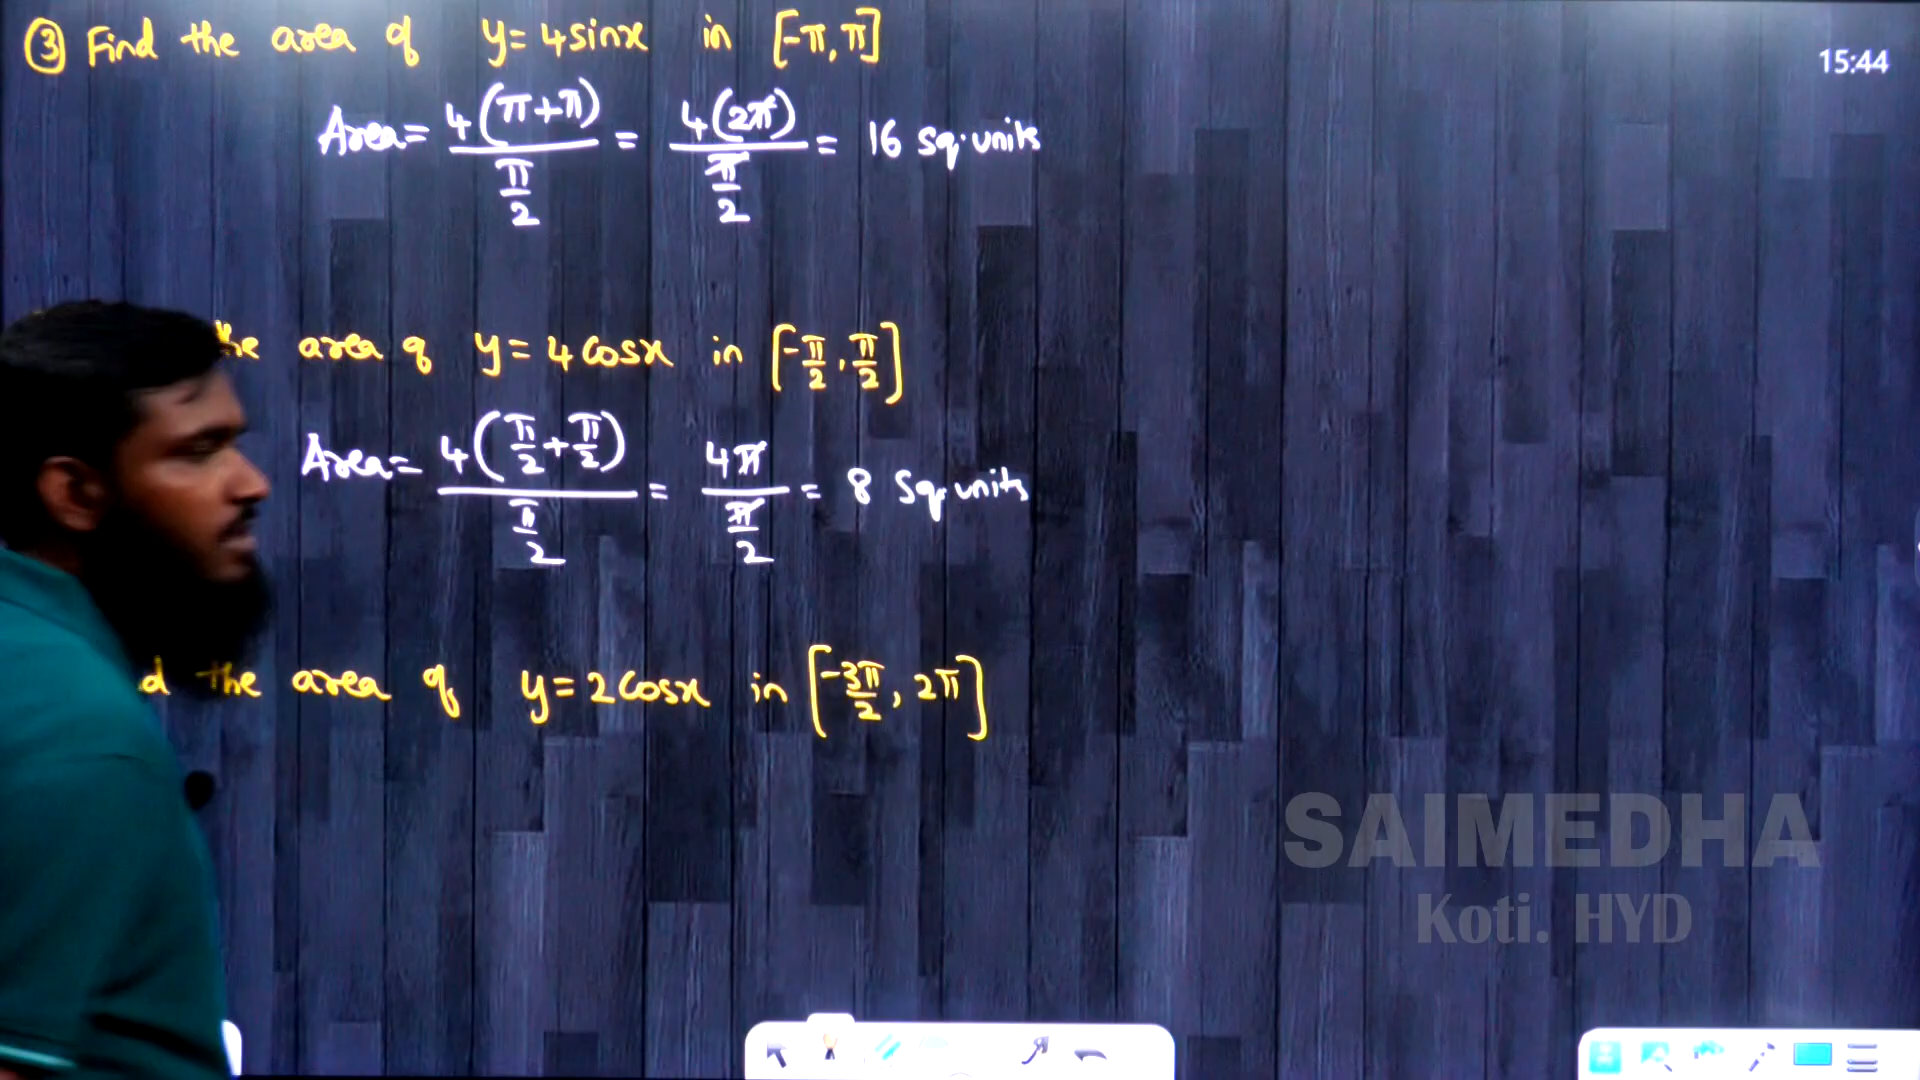 ③ Find the area of y = 4sinx in [-π, π]
15:44
Area = 4(π+π)/(π/2) = 4(2π)/(π/2) = 16 sq.units
the area of y = 4cosx in [-π/2, π/2]
Area = 4(π/2+π/2)/(π/2) = 4π/(π/2) = 8 Sq.units
d the area of y = 2cosx in [-3π/2, 2π]
SAIMEDHA
Koti. HYD